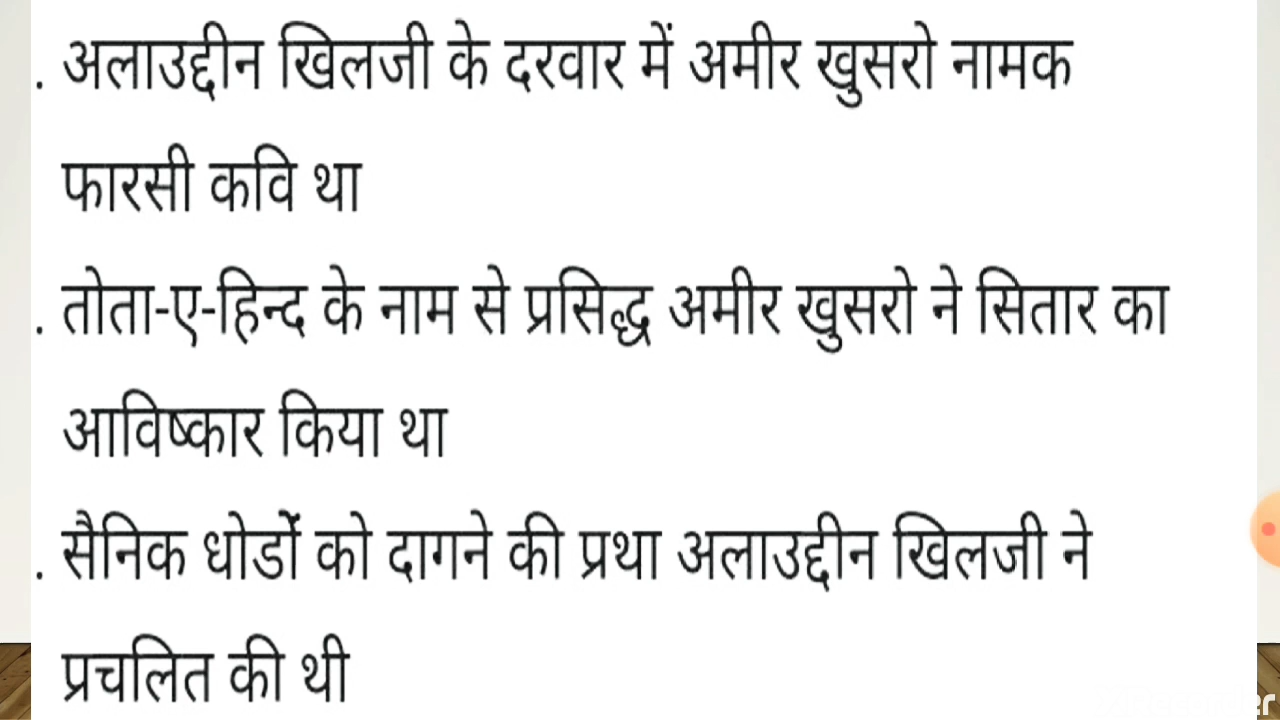 . अलाउद्दीन खिलजी के दरवार में अमीर खुसरो नामक
फारसी कवि था
. तोता-ए-हिन्द के नाम से प्रसिद्ध अमीर खुसरो ने सितार का
आविष्कार किया था
. सैनिक धोडोें को दागने की प्रथा अलाउद्दीन खिलजी ने
प्रचलित की थी